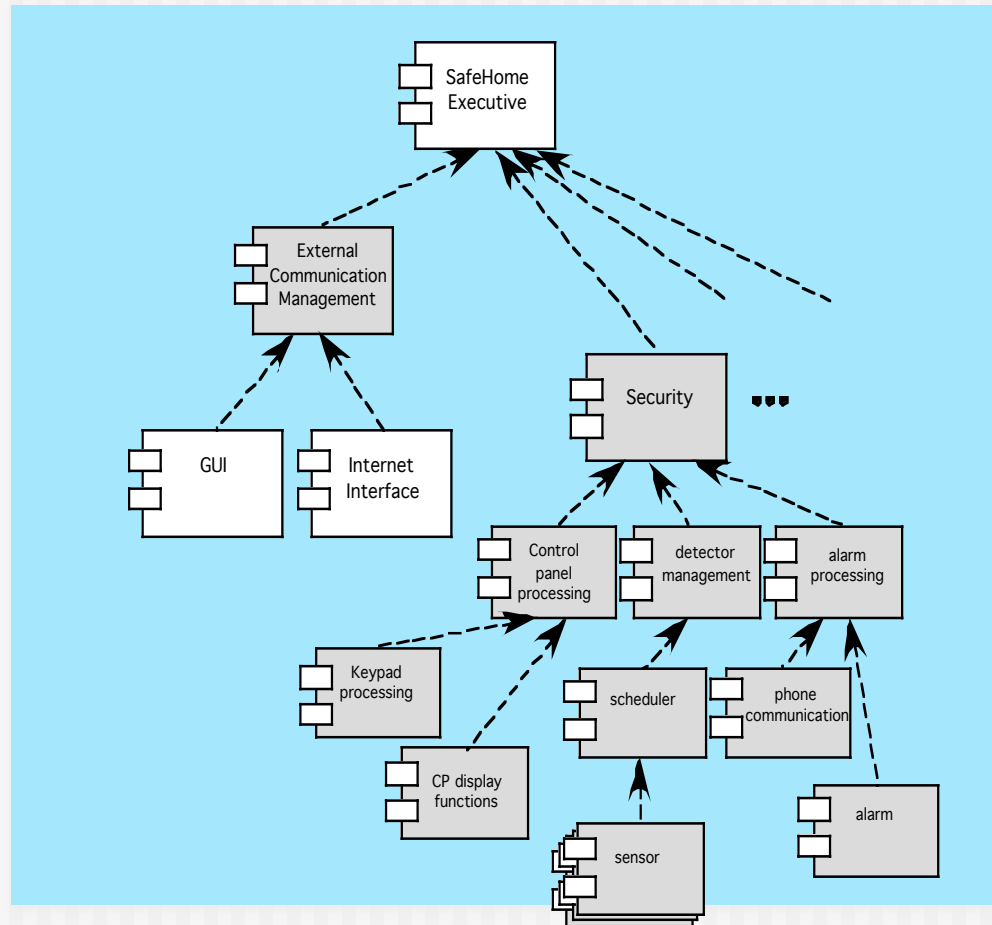 SafeHome
Executive
External
Communication
Management
Security
GUI
Internet
Interface
Control
panel
processing
detector
management
alarm
processing
Keypad
processing
scheduler
phone
communication
CP display
functions
alarm
sensor